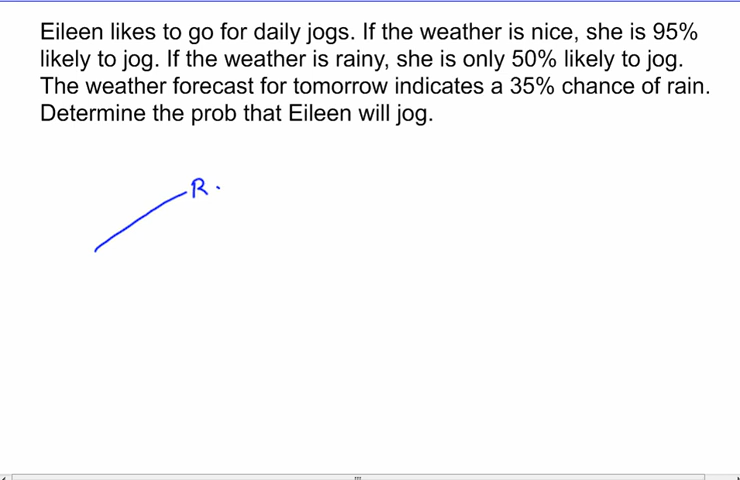 Eileen likes to go for daily jogs. If the weather is nice, she is 95%
likely to jog. If the weather is rainy, she is only 50% likely to jog.
The weather forecast for tomorrow indicates a 35% chance of rain.
Determine the prob that Eileen will jog.
R.